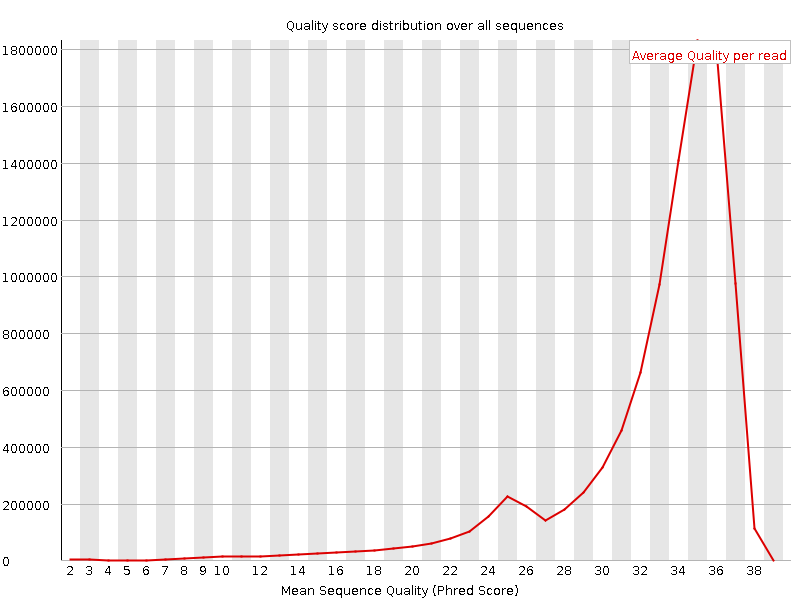 Quality score distribution over all sequences
Average Quality per read
1800000
1600000
1400000
1200000
1000000
800000
600000
400000
200000
0
2 3 4 5 6 7 8 9 10 12 14 16 18 20 22 24 26 28 30 32 34 36 38
Mean Sequence Quality (Phred Score)